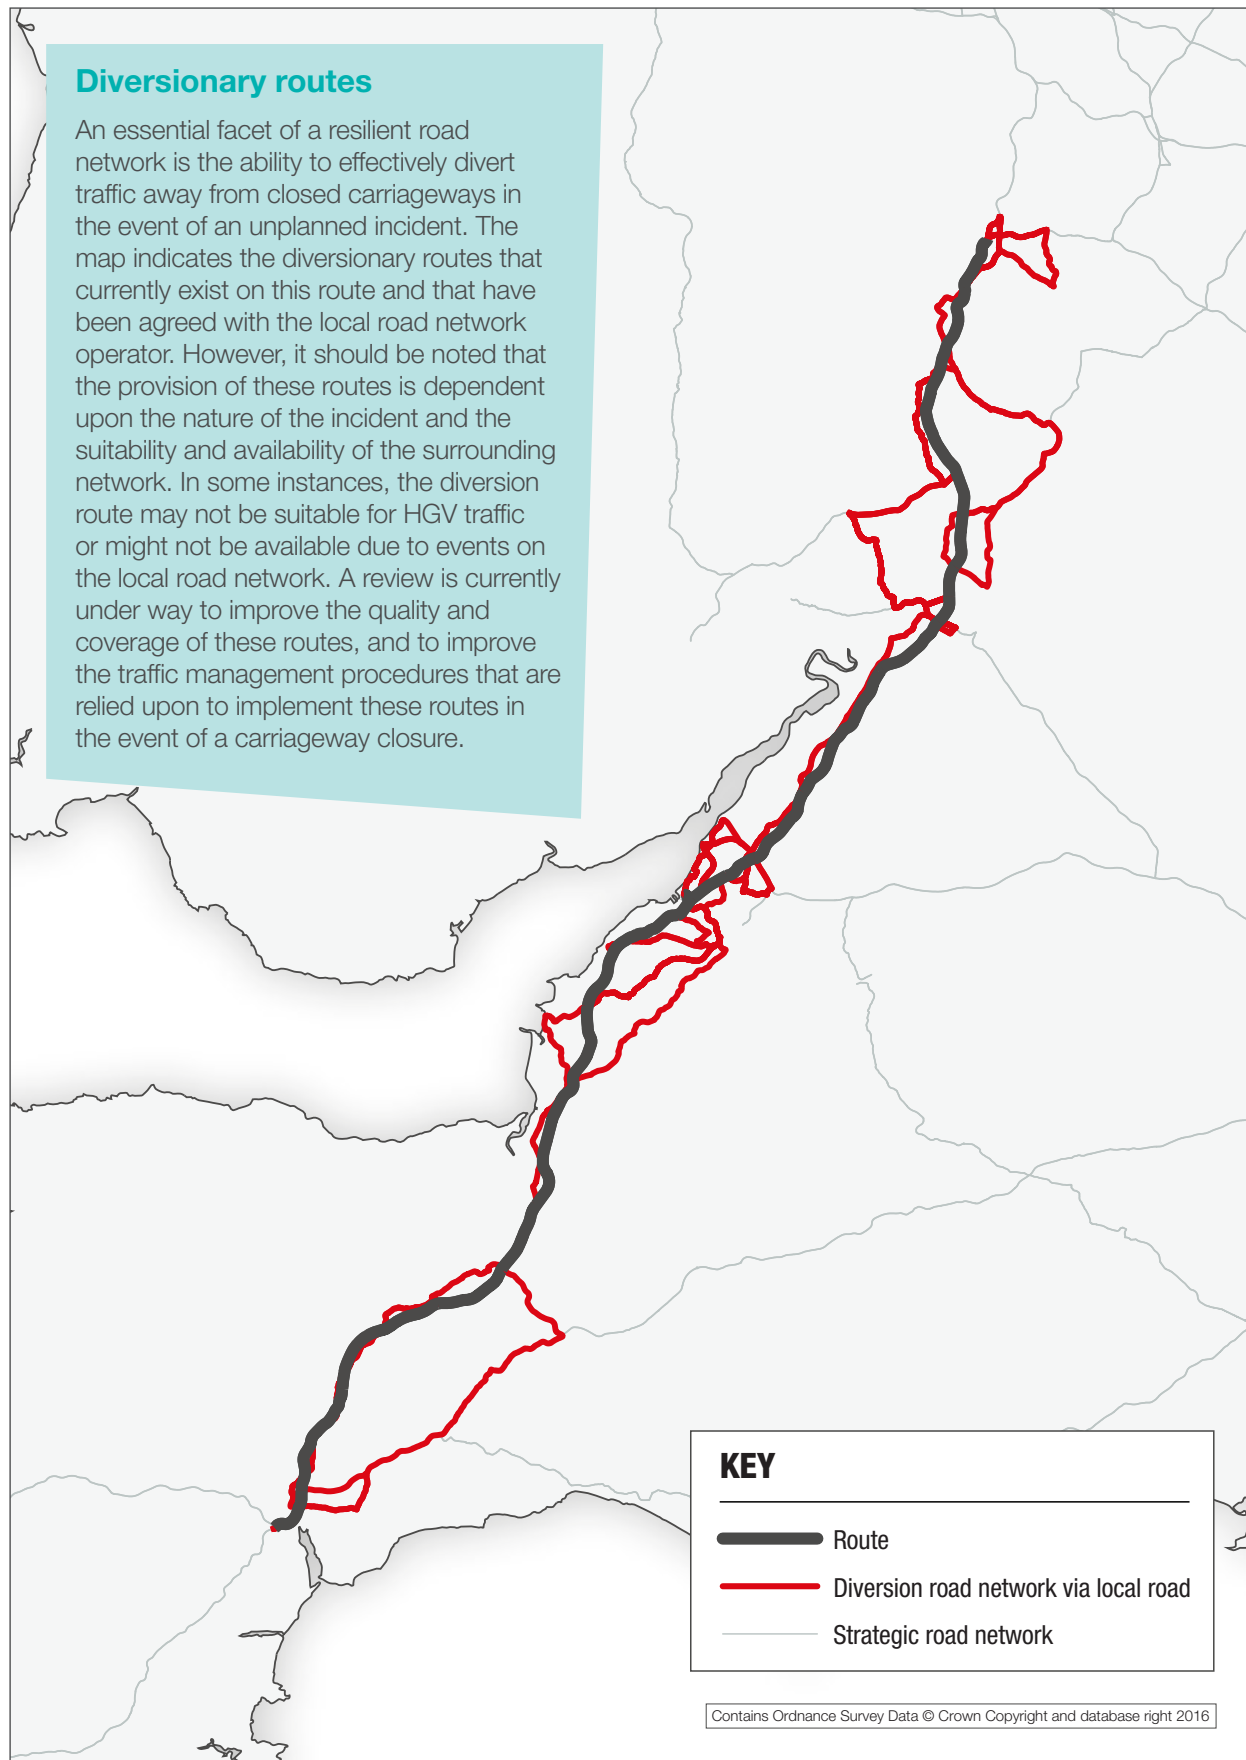 Diversionary routes
An essential facet of a resilient road
network is the ability to effectively divert
traffic away from closed carriageways in
the event of an unplanned incident. The
map indicates the diversionary routes that
currently exist on this route and that have
been agreed with the local road network
operator. However, it should be noted that
the provision of these routes is dependent
upon the nature of the incident and the
suitability and availability of the surrounding
network. In some instances, the diversion
route may not be suitable for HGV traffic
or might not be available due to events on
the local road network. A review is currently
under way to improve the quality and
coverage of these routes, and to improve
the traffic management procedures that are
relied upon to implement these routes in
the event of a carriageway closure.
KEY
Route
Diversion road network via local road
Strategic road network
Contains Ordnance Survey Data © Crown Copyright and database right 2016